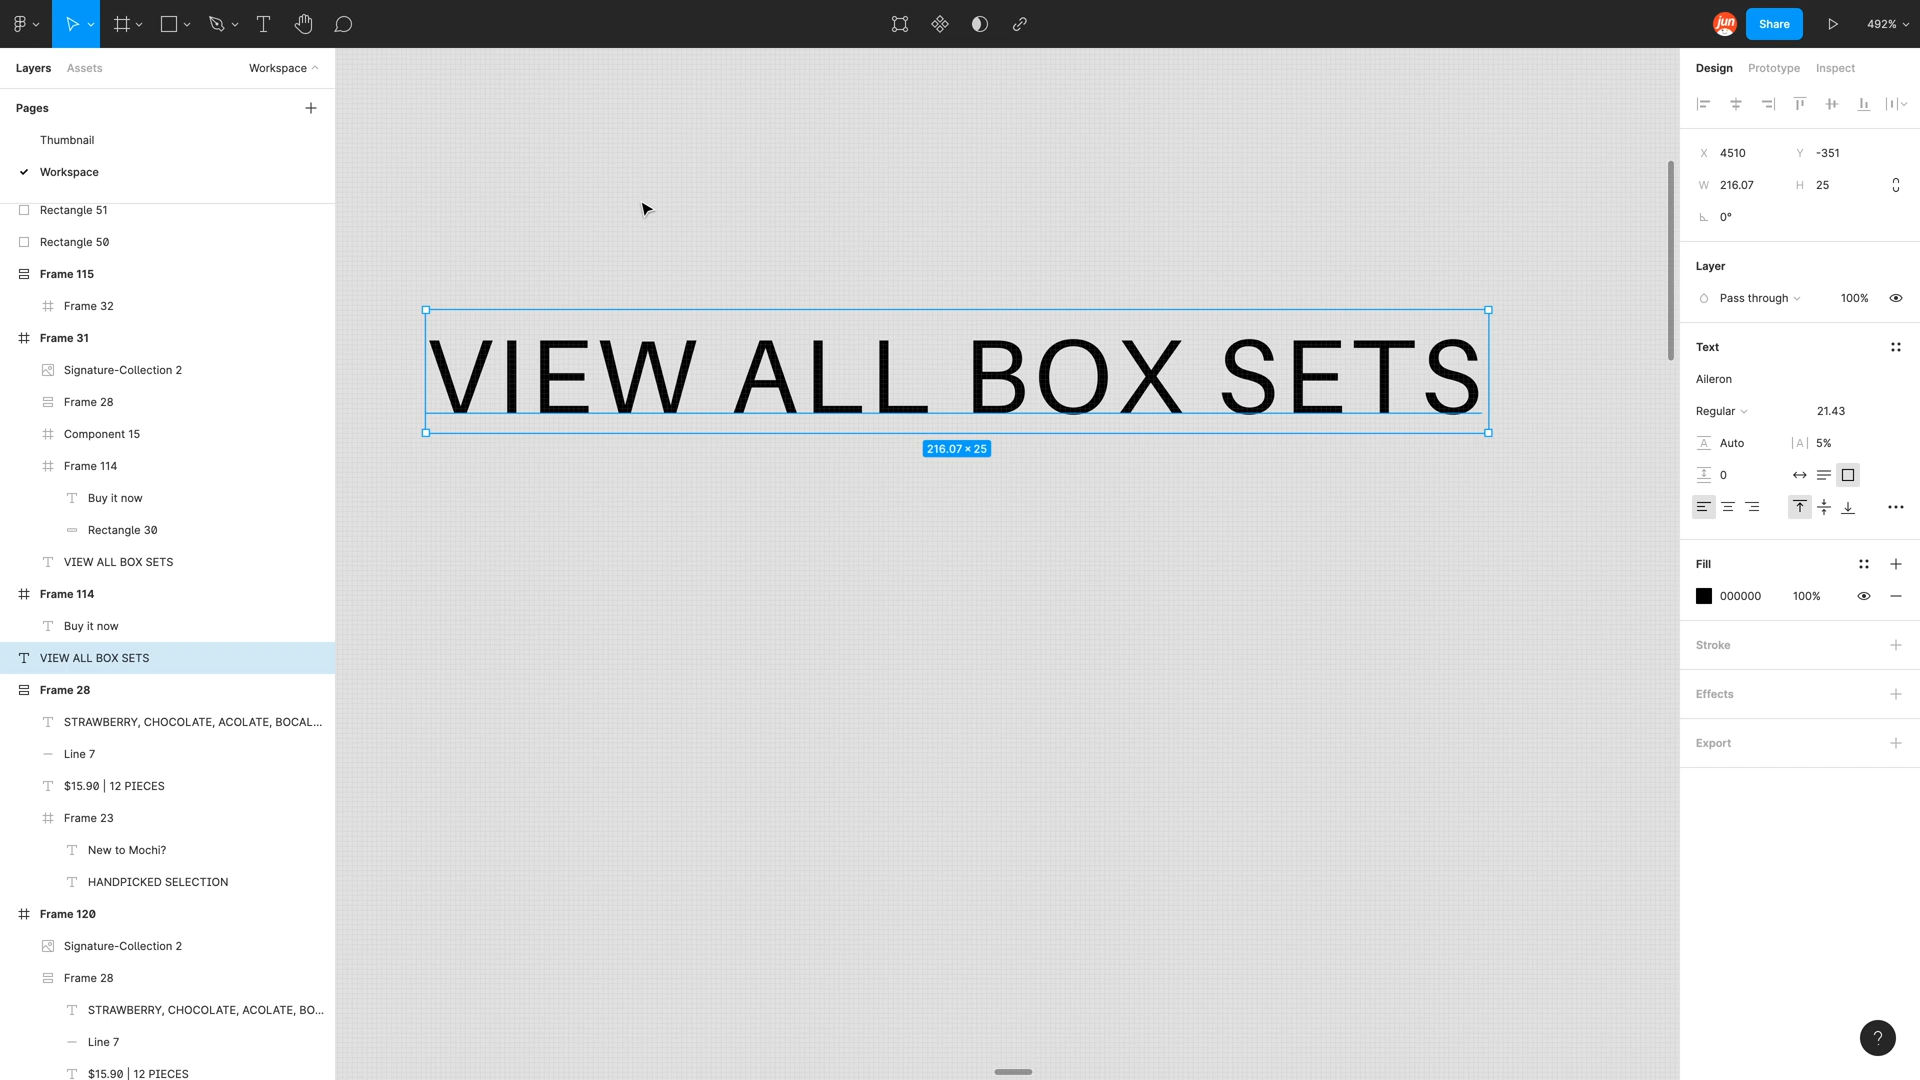 jun
Share
492%
Layers
Assets
Workspace
Pages
Thumbnail
Workspace
Rectangle 51
Rectangle 50
Frame 115
Frame 32
Frame 31
Signature-Collection 2
Frame 28
Component 15
Frame 114
Buy it now
Rectangle 30
VIEW ALL BOX SETS
Frame 114
Buy it now
VIEW ALL BOX SETS
Frame 28
STRAWBERRY, CHOCOLATE, ACOLATE, BOCAL...
Line 7
$15.90 | 12 PIECES
Frame 23
New to Mochi?
HANDPICKED SELECTION
Frame 120
Signature-Collection 2
Frame 28
STRAWBERRY, CHOCOLATE, ACOLATE, BO...
Line 7
$15.90 | 12 PIECES
VIEW ALL BOX SETS
216.07 × 25
Design
Prototype
Inspect
X 4510
Y -351
W 216.07
H 25
0°
Layer
Pass through
100%
Text
Aileron
Regular
21.43
A Auto
|A| 5%
0
Fill
000000
100%
Stroke
Effects
Export
?